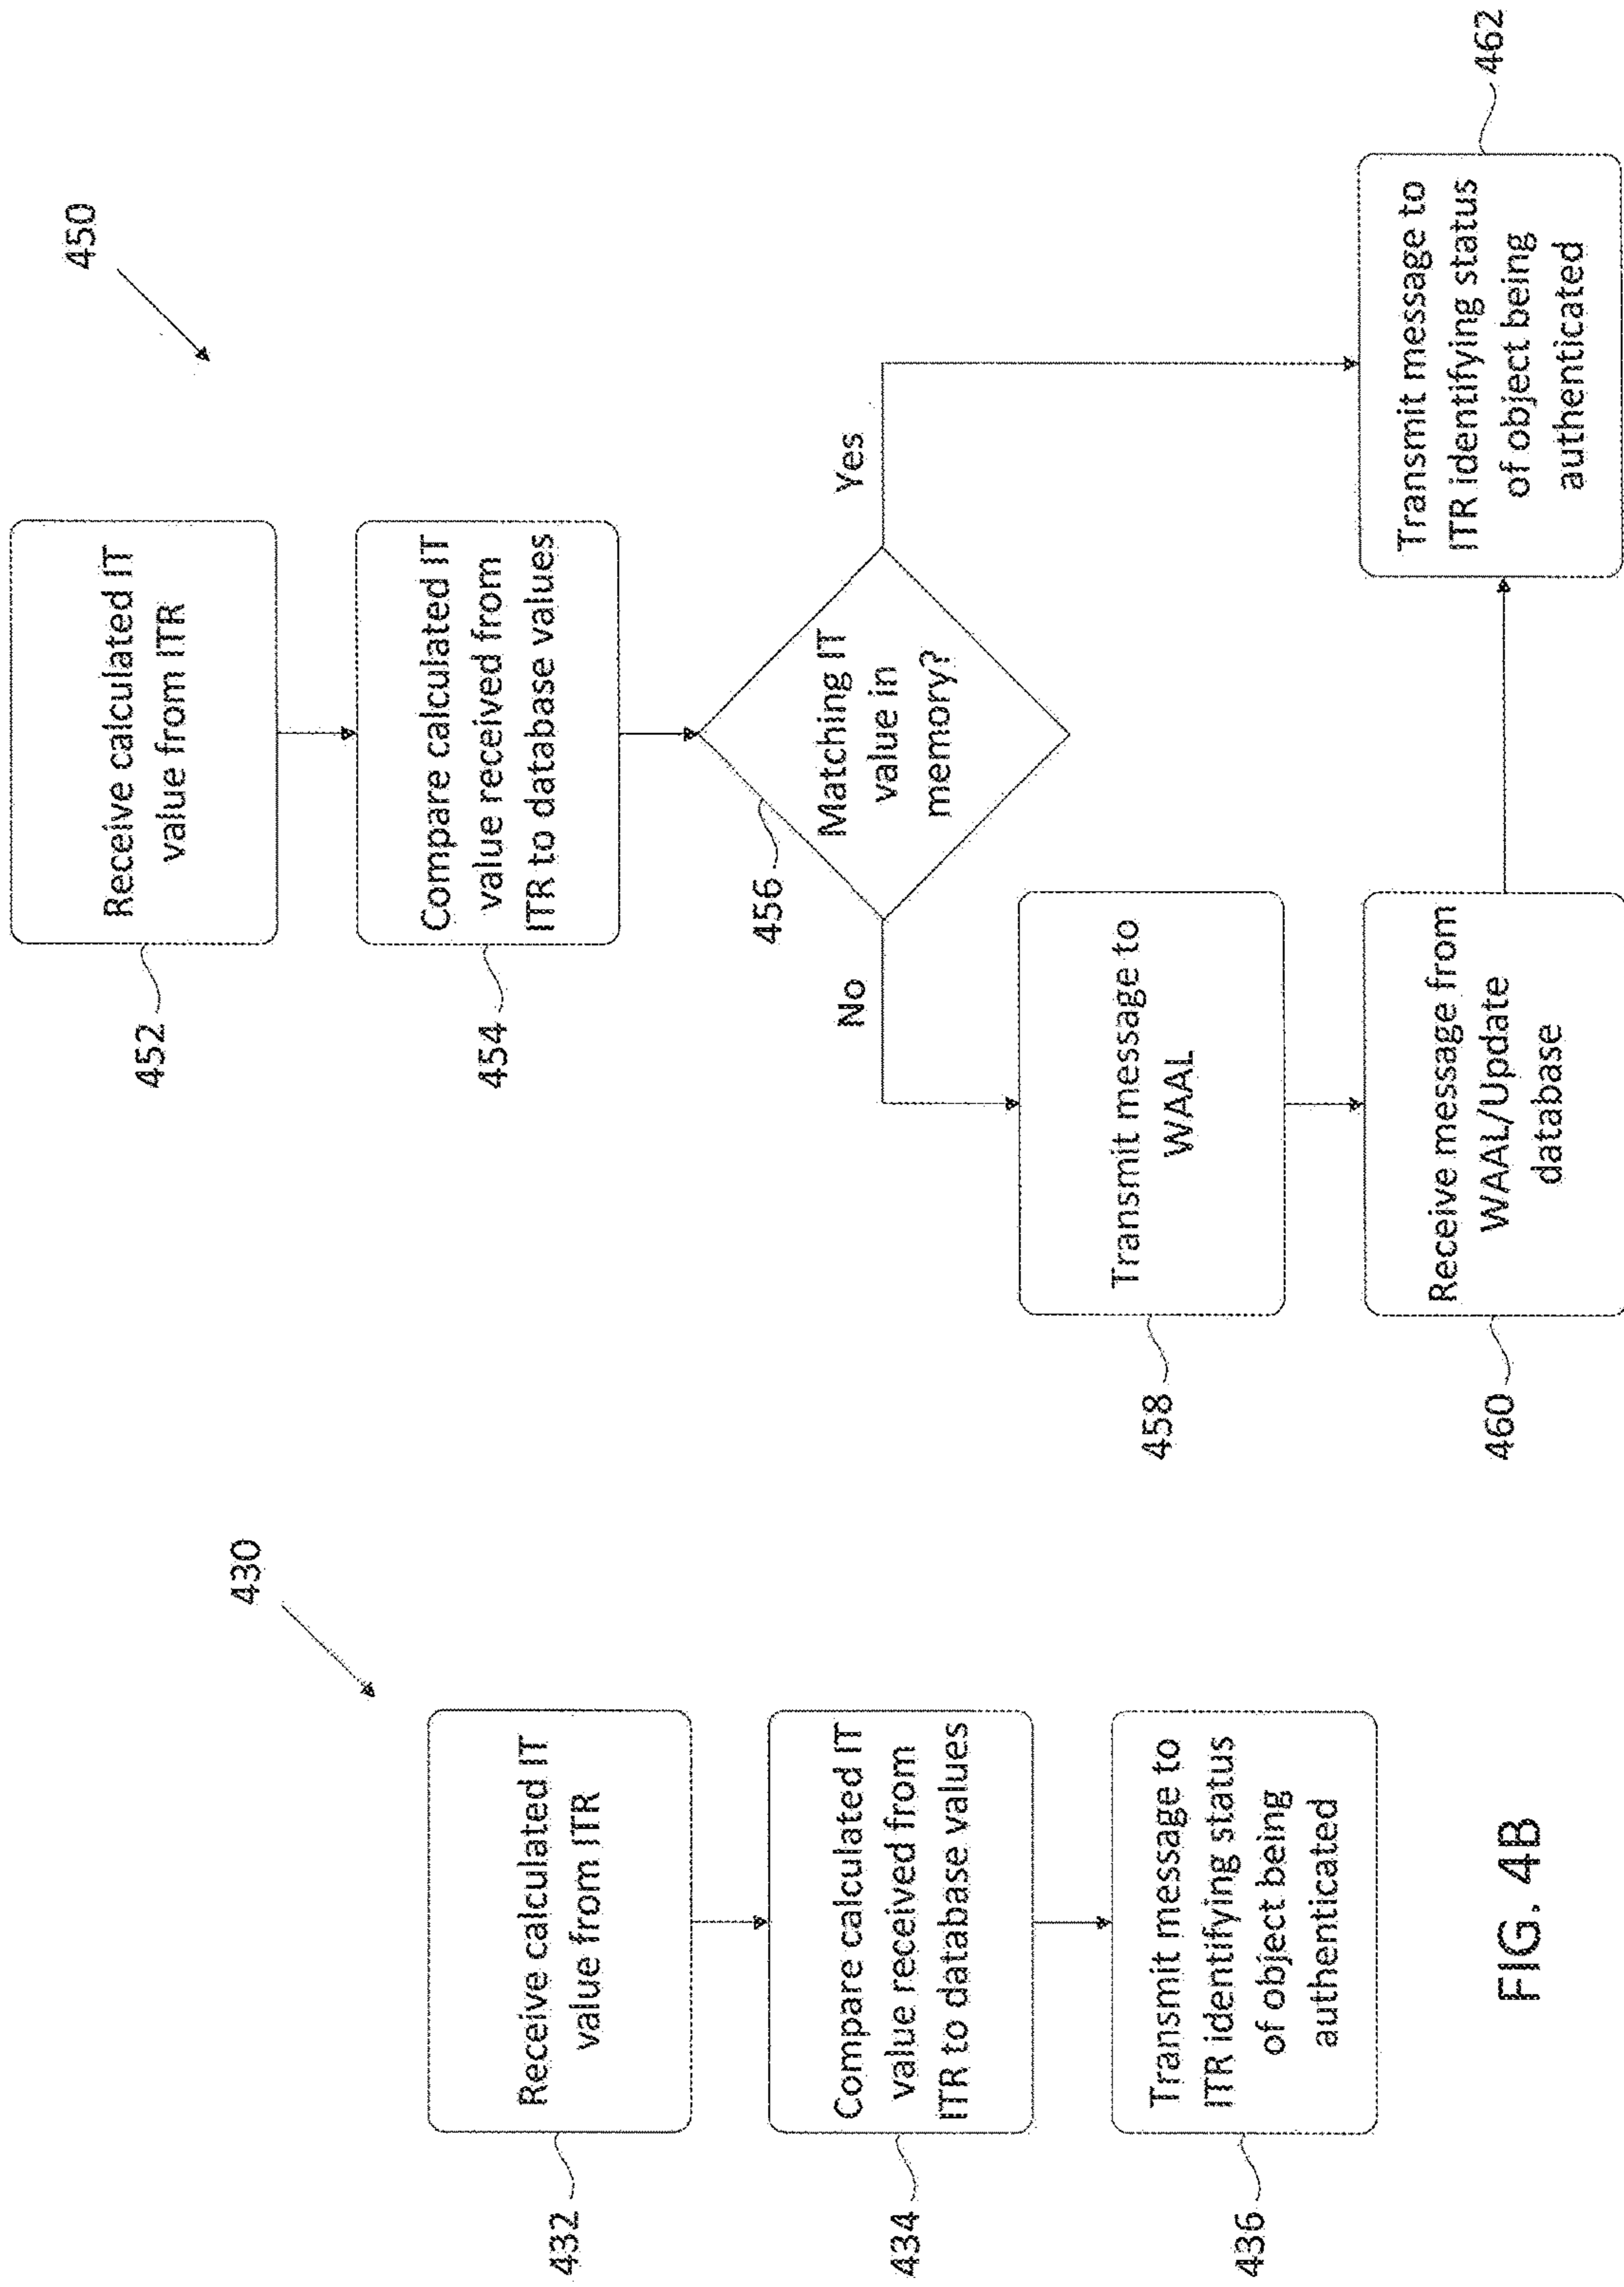 430
Receive calculated IT
value from ITR
432
Compare calculated IT
value received from
ITR to database values
434
Transmit message to
ITR identifying status
of object being
authenticated
436
FIG. 4B
450
Receive calculated IT
value from ITR
452
Compare calculated IT
value received from
ITR to database values
454
Matching IT
value in
memory?
456
No
Yes
Transmit message to
WAAL
458
Receive message from
WAAL/Update
database
460
Transmit message to
ITR identifying status
of object being
authenticated
462